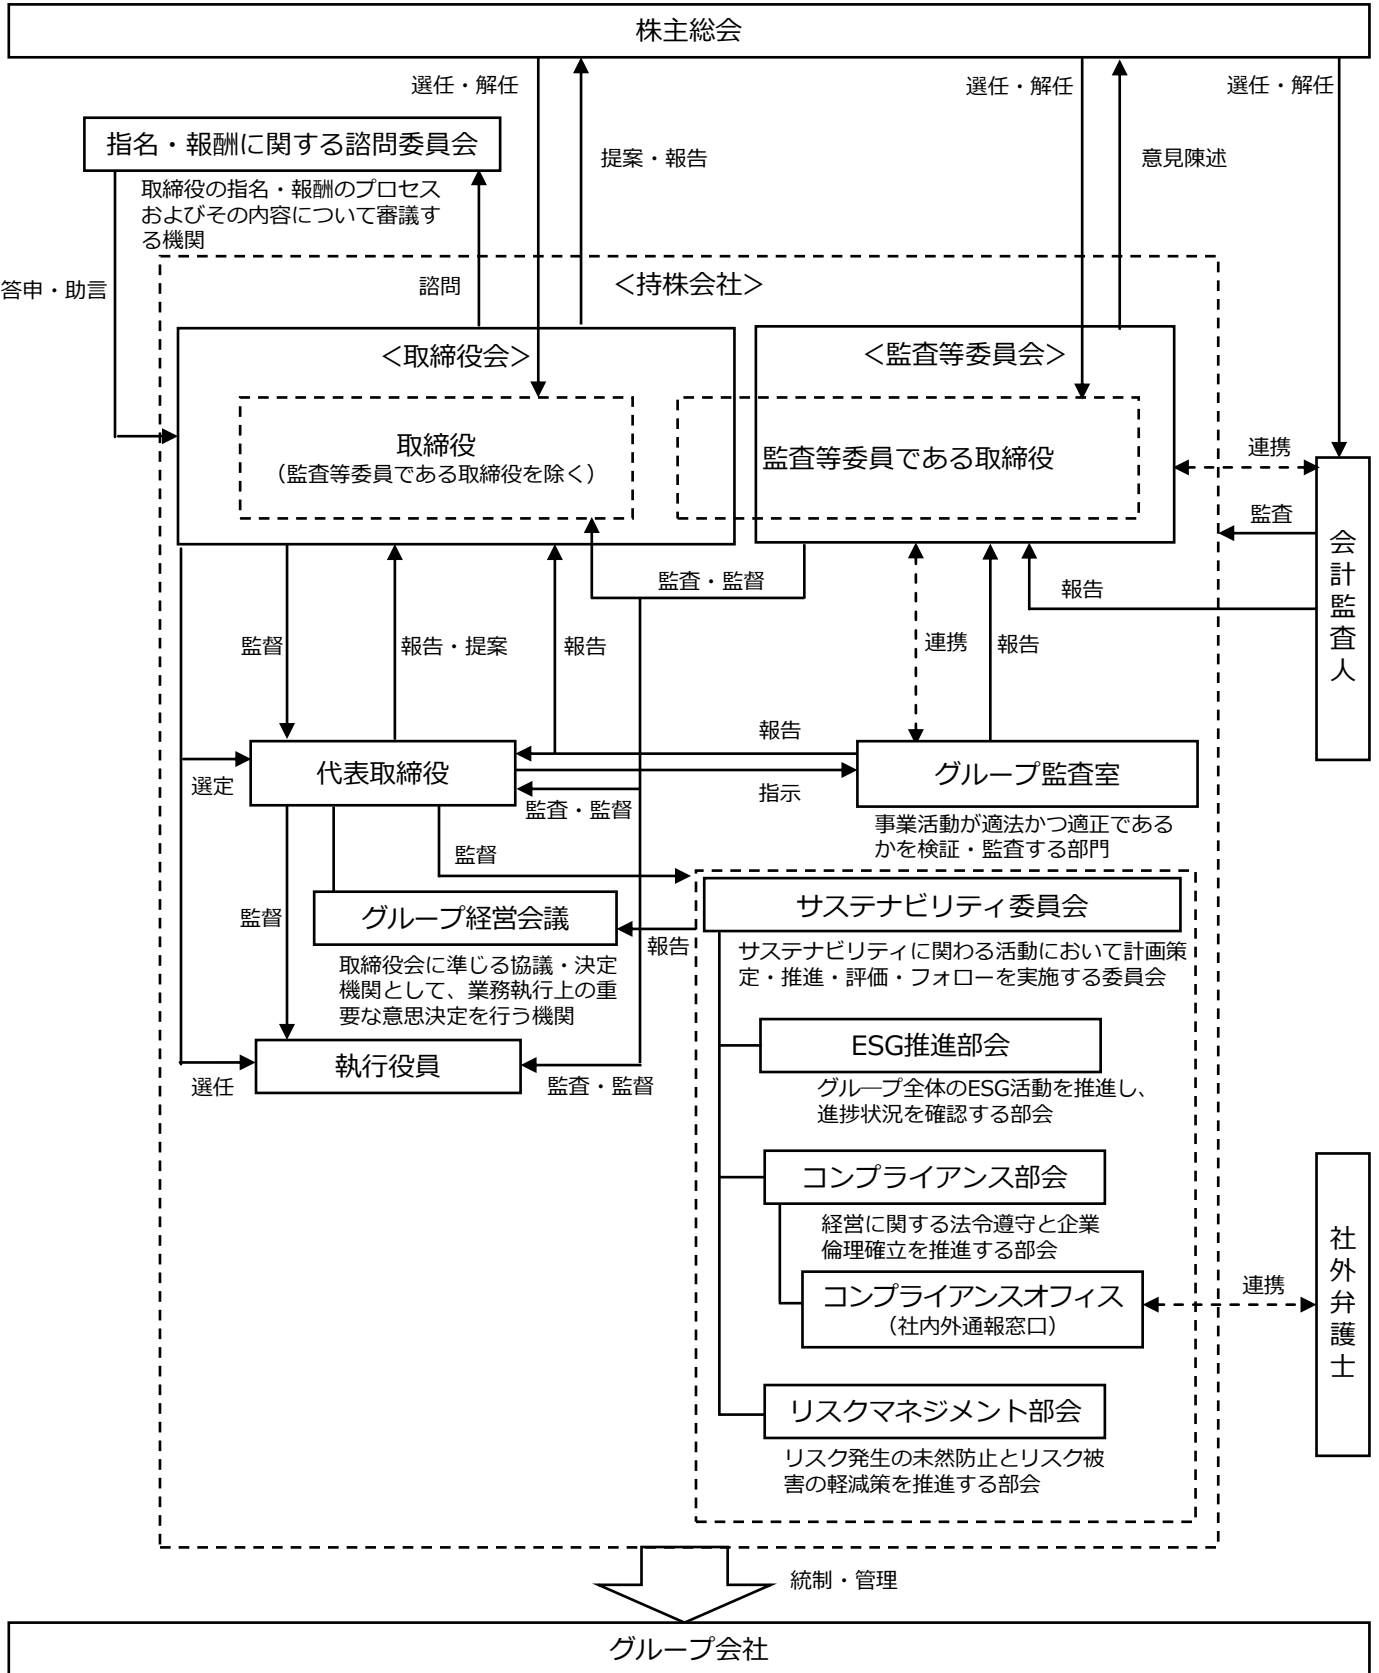 株主総会
選任・解任
選任・解任
選任・解任
指名・報酬に関する諮問委員会
提案・報告
意見陳述
取締役の指名・報酬のプロセス
およびその内容について審議す
る機関
答申・助言
諮問
＜持株会社＞
＜取締役会＞
＜監査等委員会＞
取締役
（監査等委員である取締役を除く）
監査等委員である取締役
連携
監査
会計監査人
監査・監督
報告
監督
報告・提案
報告
連携
報告
報告
代表取締役
グループ監査室
選定
指示
監査・監督
事業活動が適法かつ適正である
かを検証・監査する部門
監督
サステナビリティ委員会
グループ経営会議
監督
報告
サステナビリティに関わる活動において計画策
定・推進・評価・フォローを実施する委員会
取締役会に準じる協議・決定
機関として、業務執行上の重
要な意思決定を行う機関
ESG推進部会
執行役員
選任
監査・監督
グル―プ全体のESG活動を推進し、
進捗状況を確認する部会
コンプライアンス部会
経営に関する法令遵守と企業
倫理確立を推進する部会
社外弁護士
コンプライアンスオフィス
（社内外通報窓口）
連携
リスクマネジメント部会
リスク発生の未然防止とリスク被
害の軽減策を推進する部会
統制・管理
グループ会社